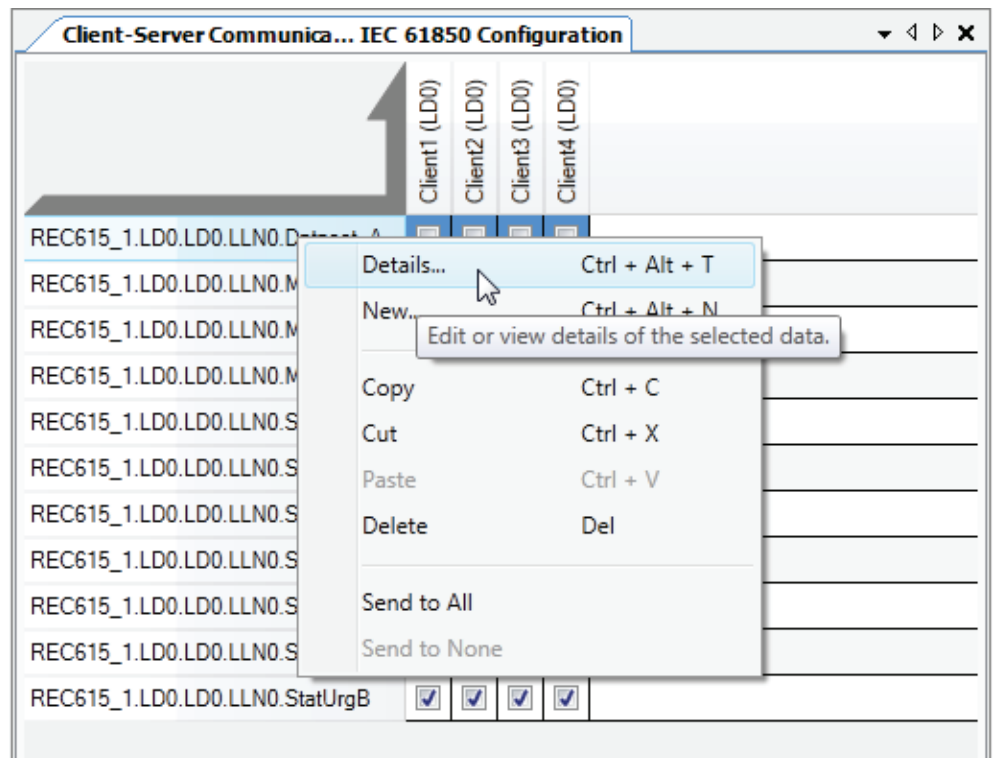 Client-Server Communica... IEC 61850 Configuration
Client1 (LD0)
Client2 (LD0)
Client3 (LD0)
Client4 (LD0)
REC615_1.LD0.LD0.LLN0.Dataset_A
REC615_1.LD0.LD0.LLN0.M
REC615_1.LD0.LD0.LLN0.M
REC615_1.LD0.LD0.LLN0.M
REC615_1.LD0.LD0.LLN0.S
REC615_1.LD0.LD0.LLN0.S
REC615_1.LD0.LD0.LLN0.S
REC615_1.LD0.LD0.LLN0.S
REC615_1.LD0.LD0.LLN0.S
REC615_1.LD0.LD0.LLN0.S
REC615_1.LD0.LD0.LLN0.StatUrgB
Details... Ctrl + Alt + T
New... Ctrl + Alt + N
Edit or view details of the selected data.
Copy Ctrl + C
Cut Ctrl + X
Paste Ctrl + V
Delete Del
Send to All
Send to None